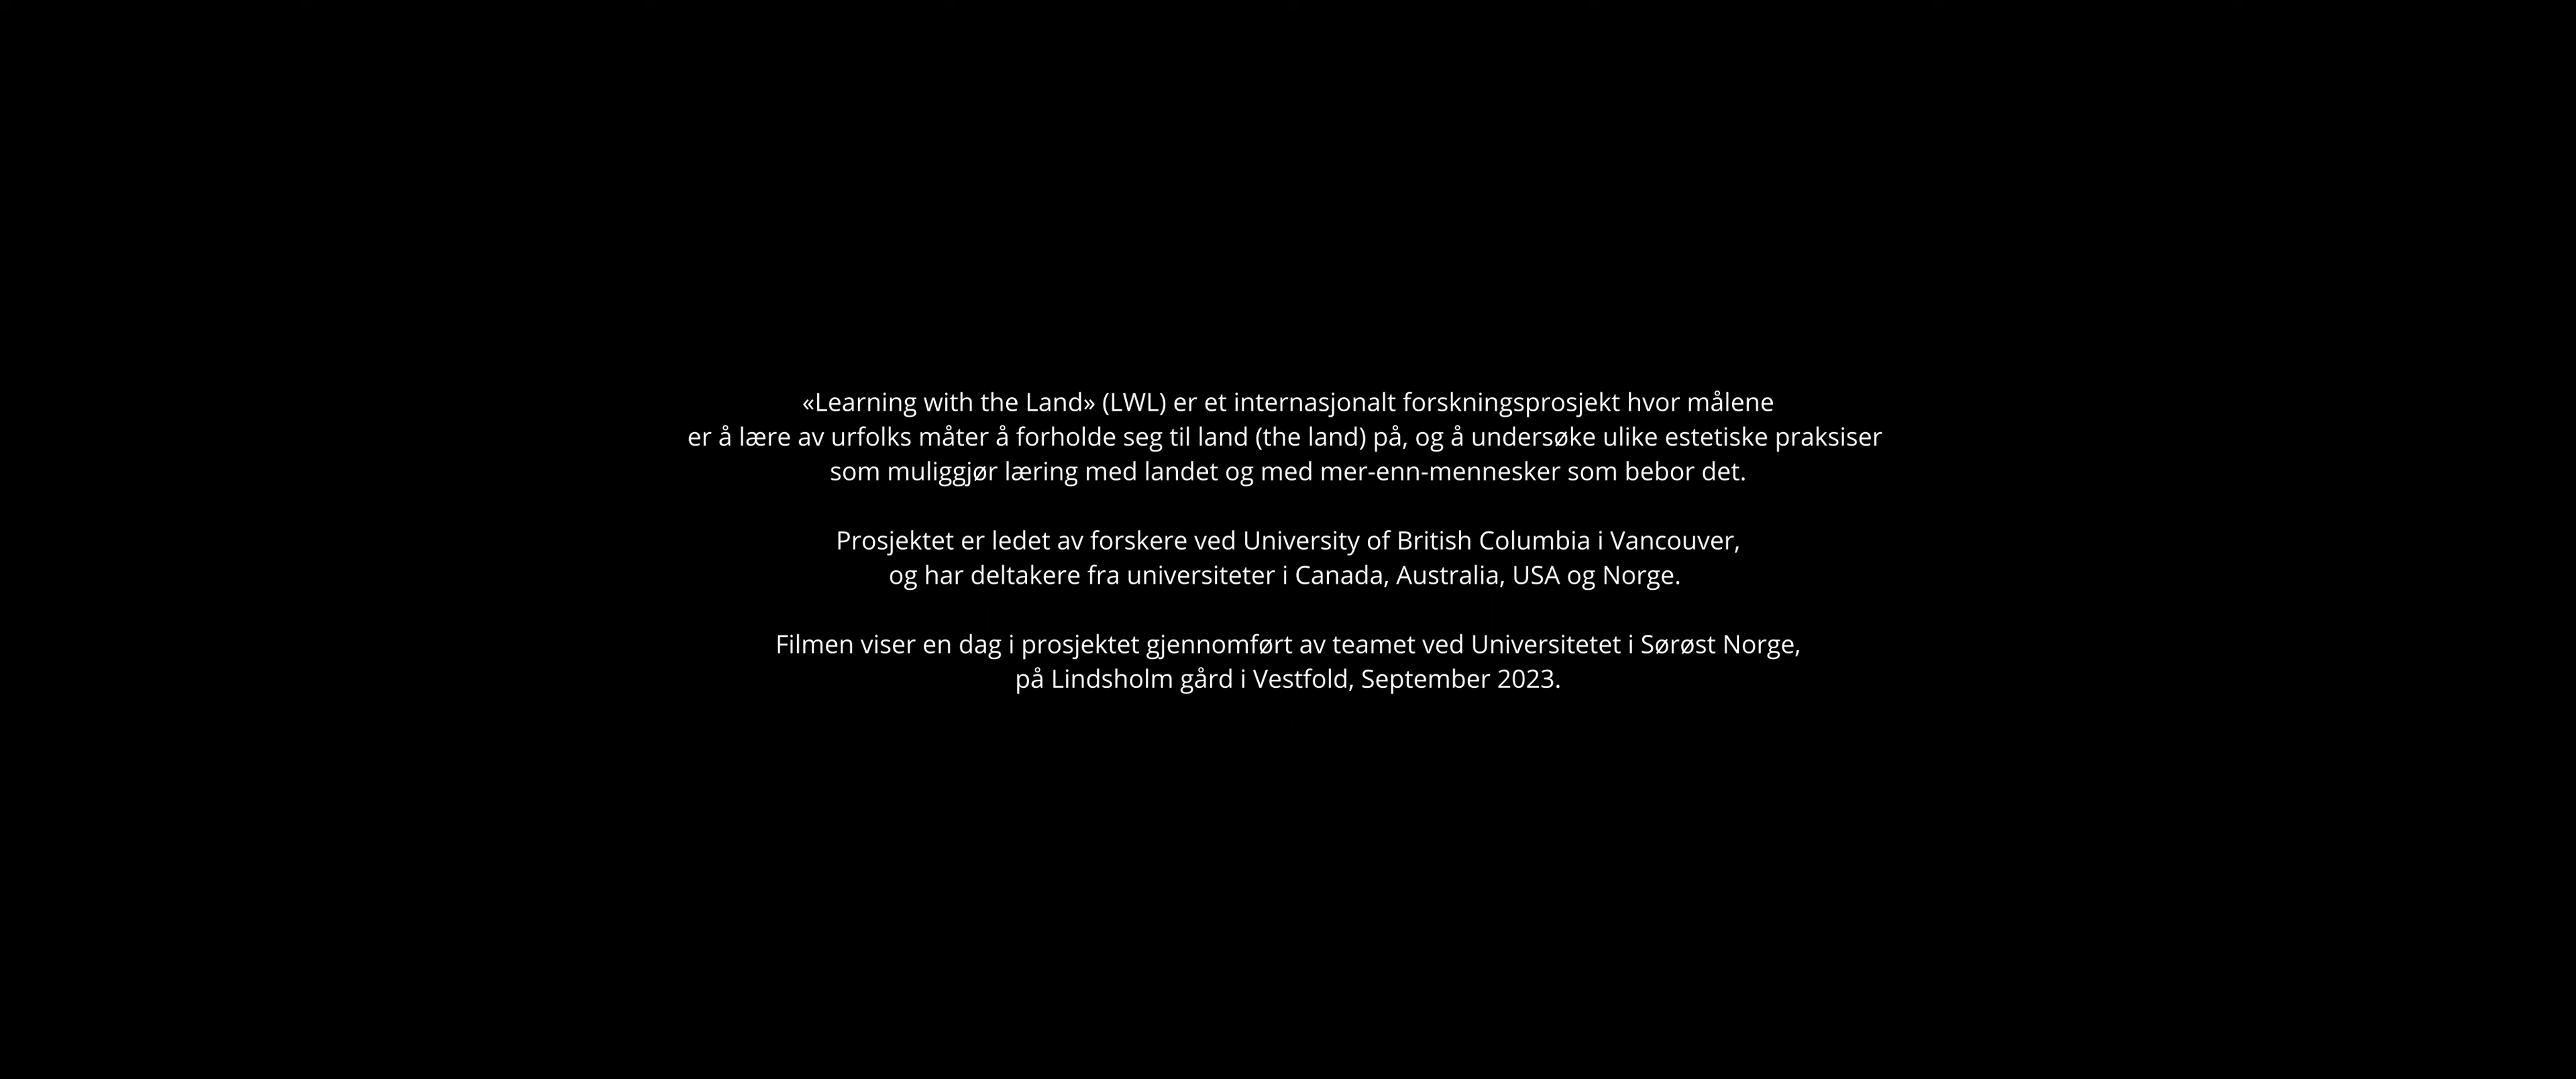 «Learning with the Land» (LWL) er et internasjonalt forskningsprosjekt hvor målene
er å lære av urfolks måter å forholde seg til land (the land) på, og å undersøke ulike estetiske praksiser
som muliggjør læring med landet og med mer-enn-mennesker som bebor det.
Prosjektet er ledet av forskere ved University of British Columbia i Vancouver,
og har deltakere fra universiteter i Canada, Australia, USA og Norge.
Filmen viser en dag i prosjektet gjennomført av teamet ved Universitetet i Sørøst Norge,
på Lindsholm gård i Vestfold, September 2023.